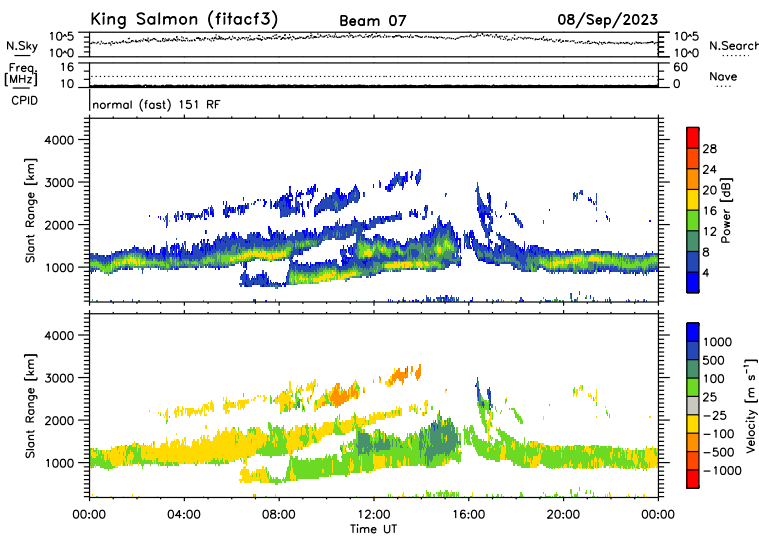 King Salmon (fitacf3) Beam 07 08/Sep/2023
N.Sky 10^5 10^0 10^5 10^0 N.Search
Freq. [MHz] 16 10 60 0 Nave
CPID normal (fast) 151 RF
Slant Range [km] 4000 3000 2000 1000
28 24 20 16 12 8 4 Power [dB]
Slant Range [km] 4000 3000 2000 1000
1000 500 100 25 −25 −100 −500 −1000 Velocity [m s⁻¹]
00:00 04:00 08:00 12:00 16:00 20:00 00:00
Time UT